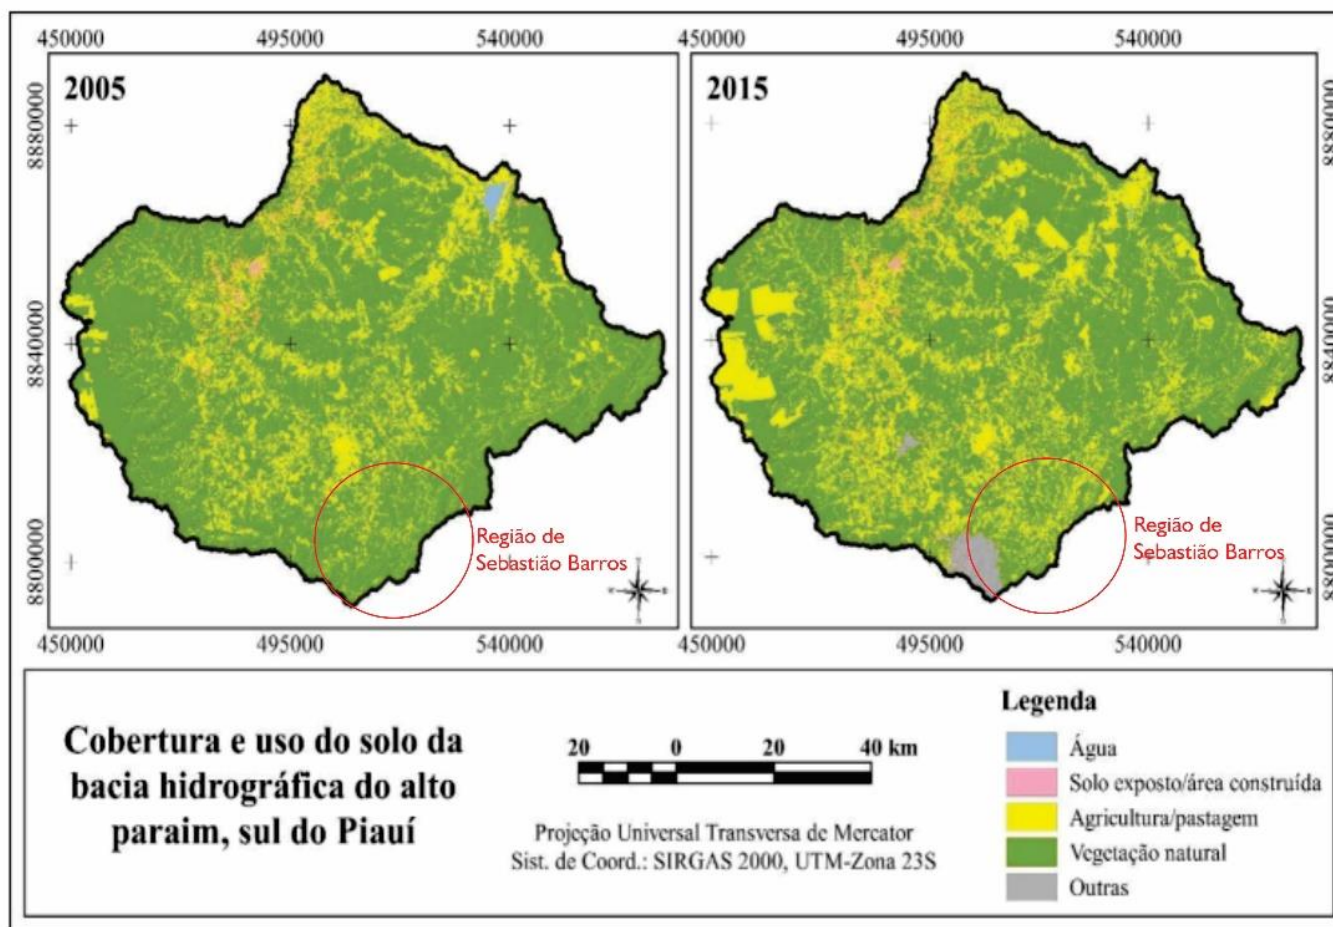 450000 495000 540000
450000 495000 540000
2005
2015
8880000
8840000
8800000
8880000
8840000
8800000
Região de
Sebastião Barros
Região de
Sebastião Barros
450000 495000 540000
450000 495000 540000
Cobertura e uso do solo da
bacia hidrográfica do alto
paraim, sul do Piauí
20 0 20 40 km
Projeção Universal Transversa de Mercator
Sist. de Coord.: SIRGAS 2000, UTM-Zona 23S
Legenda
Água
Solo exposto/área construída
Agricultura/pastagem
Vegetação natural
Outras